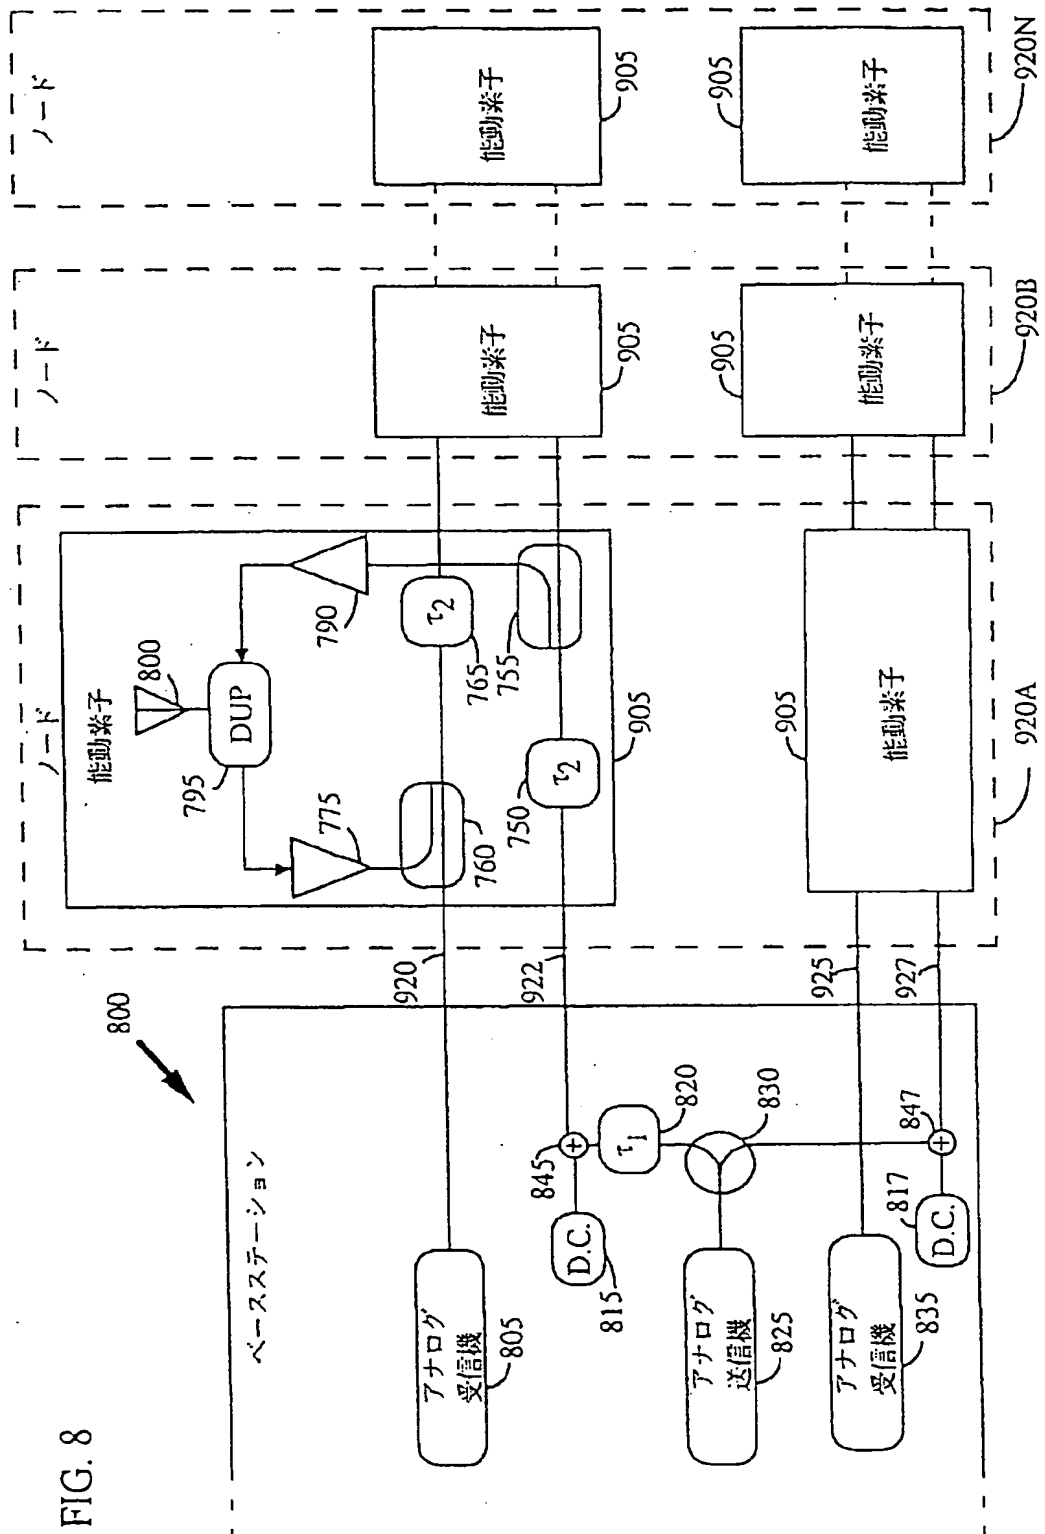 FIG. 8
800
ベースステーション
アナログ
受信機
805
D.C.
815
845
τ1
820
830
アナログ
送信機
825
アナログ
受信機
835
D.C.
817
847
920
922
925
927
ノード
能動素子
800
DUP
795
775
790
760
τ2
765
755
τ2
750
905
905
能動素子
920A
ノード
能動素子
905
905
能動素子
920B
ノード
能動素子
905
905
能動素子
920N